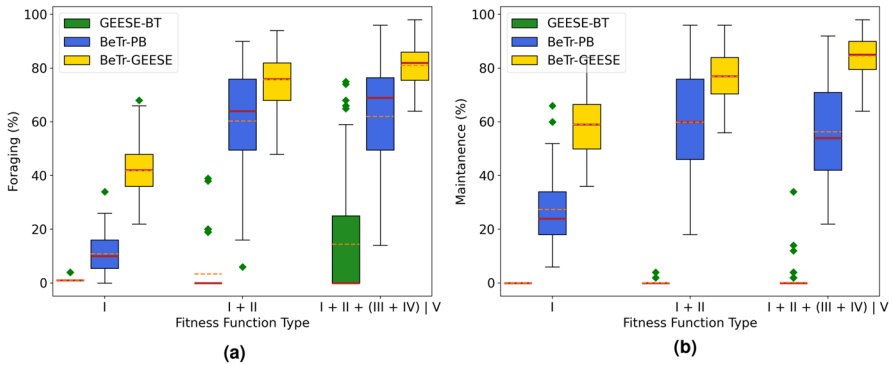 GEESE-BT
BeTr-PB
BeTr-GEESE
100
80
60
40
20
0
Foraging (%)
I
I + II
I + II + (III + IV) | V
Fitness Function Type
(a)
GEESE-BT
BeTr-PB
BeTr-GEESE
100
80
60
40
20
0
Maintanence (%)
I
I + II
I + II + (III + IV) | V
Fitness Function Type
(b)